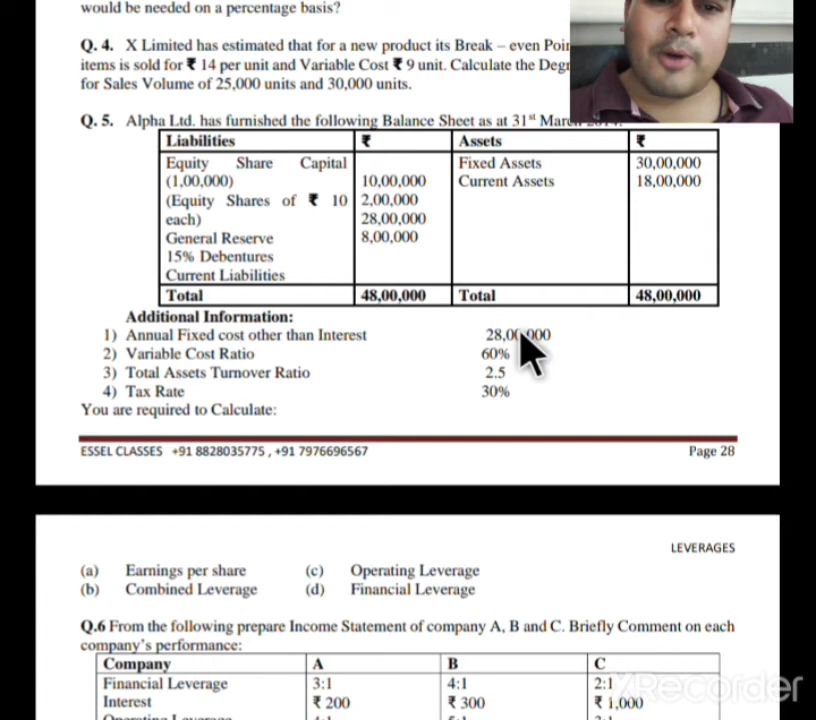 would be needed on a percentage basis?
Q. 4. X Limited has estimated that for a new product its Break – even Poin
items is sold for ₹ 14 per unit and Variable Cost ₹ 9 unit. Calculate the Degr
for Sales Volume of 25,000 units and 30,000 units.
Q. 5. Alpha Ltd. has furnished the following Balance Sheet as at 31st March
Liabilities ₹ Assets ₹
Equity Share Capital Fixed Assets 30,00,000
(1,00,000) 10,00,000 Current Assets 18,00,000
(Equity Shares of ₹ 10 2,00,000
each) 28,00,000
General Reserve 8,00,000
15% Debentures
Current Liabilities
Total 48,00,000 Total 48,00,000
Additional Information:
1) Annual Fixed cost other than Interest 28,00,000
2) Variable Cost Ratio 60%
3) Total Assets Turnover Ratio 2.5
4) Tax Rate 30%
You are required to Calculate:
ESSEL CLASSES +91 8828035775 , +91 7976696567 Page 28
LEVERAGES
(a) Earnings per share (c) Operating Leverage
(b) Combined Leverage (d) Financial Leverage
Q.6 From the following prepare Income Statement of company A, B and C. Briefly Comment on each
company's performance:
Company A B C
Financial Leverage 3:1 4:1 2:1
Interest ₹ 200 ₹ 300 ₹ 1,000
XRecorder